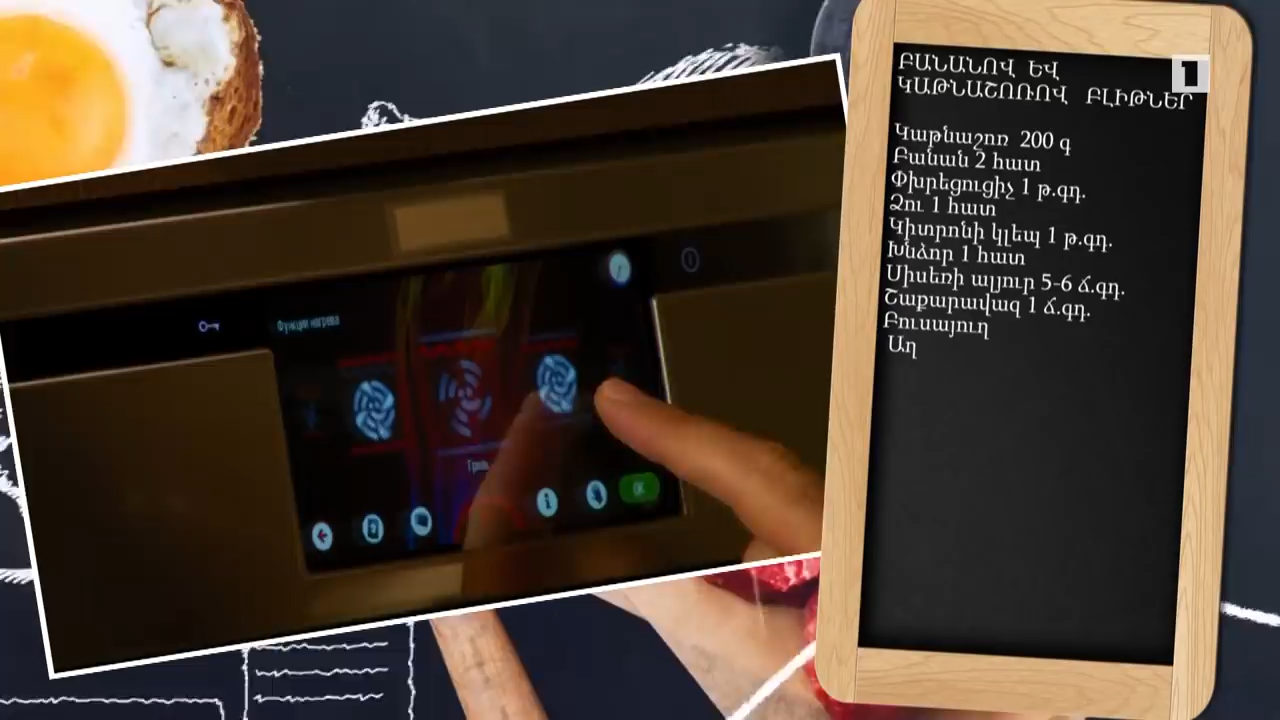 ԲԱՆԱՆՈՎ ԵՎ
ԿԱԹՆԱՇՈՌՈՎ ԲԼԻԹՆԵՐ
1
Կաթնաշոռ 200 գ
Բանան 2 հատ
Փխրեցուցիչ 1 թ.գդ.
Ձու 1 հատ
Կիտրոնի կլեպ 1 թ.գդ.
Խնձոր 1 հատ
Սիսեռի ալյուր 5-6 ճ.գդ.
Շաքարավազ 1 ճ.գդ.
Բուսայուղ
Աղ
Функции нагрева
OK